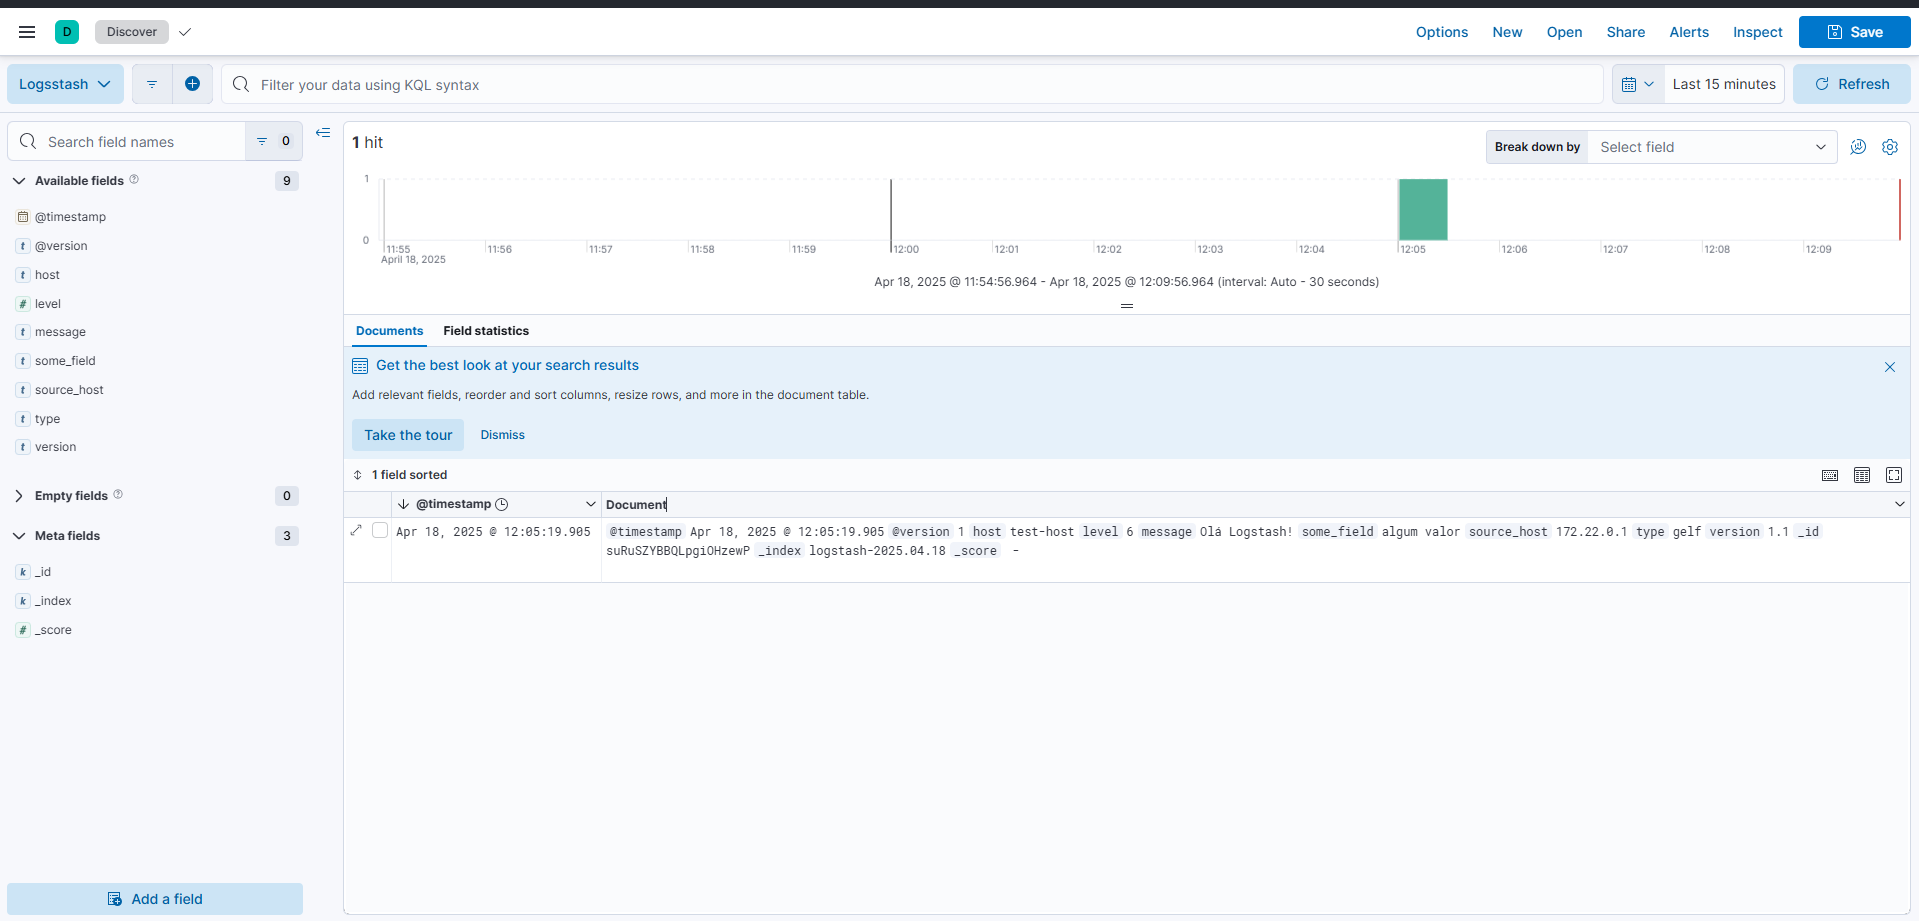 D Discover
Options New Open Share Alerts Inspect Save
Logsstash
Filter your data using KQL syntax
Last 15 minutes
Refresh
Search field names
0
Available fields
9
@timestamp
t @version
t host
# level
t message
t some_field
t source_host
t type
t version
Empty fields
0
Meta fields
3
k _id
k _index
# _score
Add a field
1 hit
Break down by Select field
1
0
11:55 11:56 11:57 11:58 11:59 12:00 12:01 12:02 12:03 12:04 12:05 12:06 12:07 12:08 12:09
April 18, 2025
Apr 18, 2025 @ 11:54:56.964 - Apr 18, 2025 @ 12:09:56.964 (interval: Auto - 30 seconds)
Documents Field statistics
Get the best look at your search results
Add relevant fields, reorder and sort columns, resize rows, and more in the document table.
Take the tour Dismiss
1 field sorted
@timestamp Document
Apr 18, 2025 @ 12:05:19.905 @timestamp Apr 18, 2025 @ 12:05:19.905 @version 1 host test-host level 6 message Olá Logstash! some_field algum valor source_host 172.22.0.1 type gelf version 1.1 _id
suRuSZYBBQLpgiOHzewP _index logstash-2025.04.18 _score -